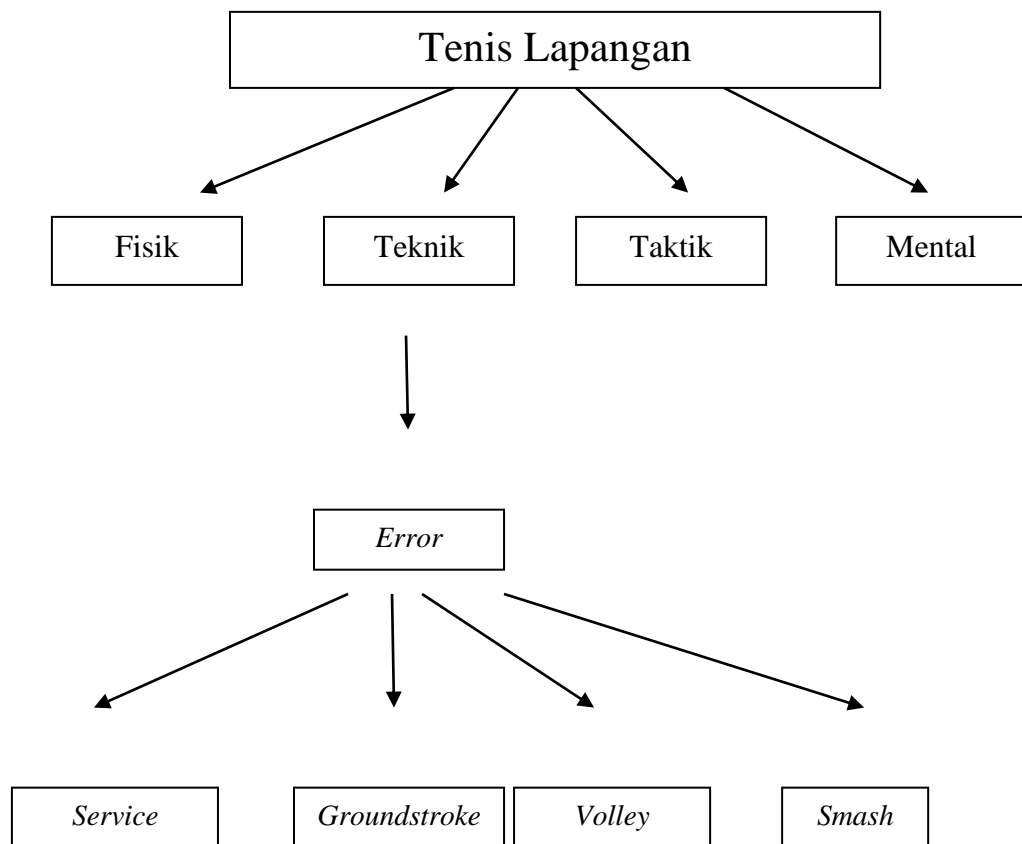 Tenis Lapangan
Fisik
Teknik
Taktik
Mental
Error
Service
Groundstroke
Volley
Smash